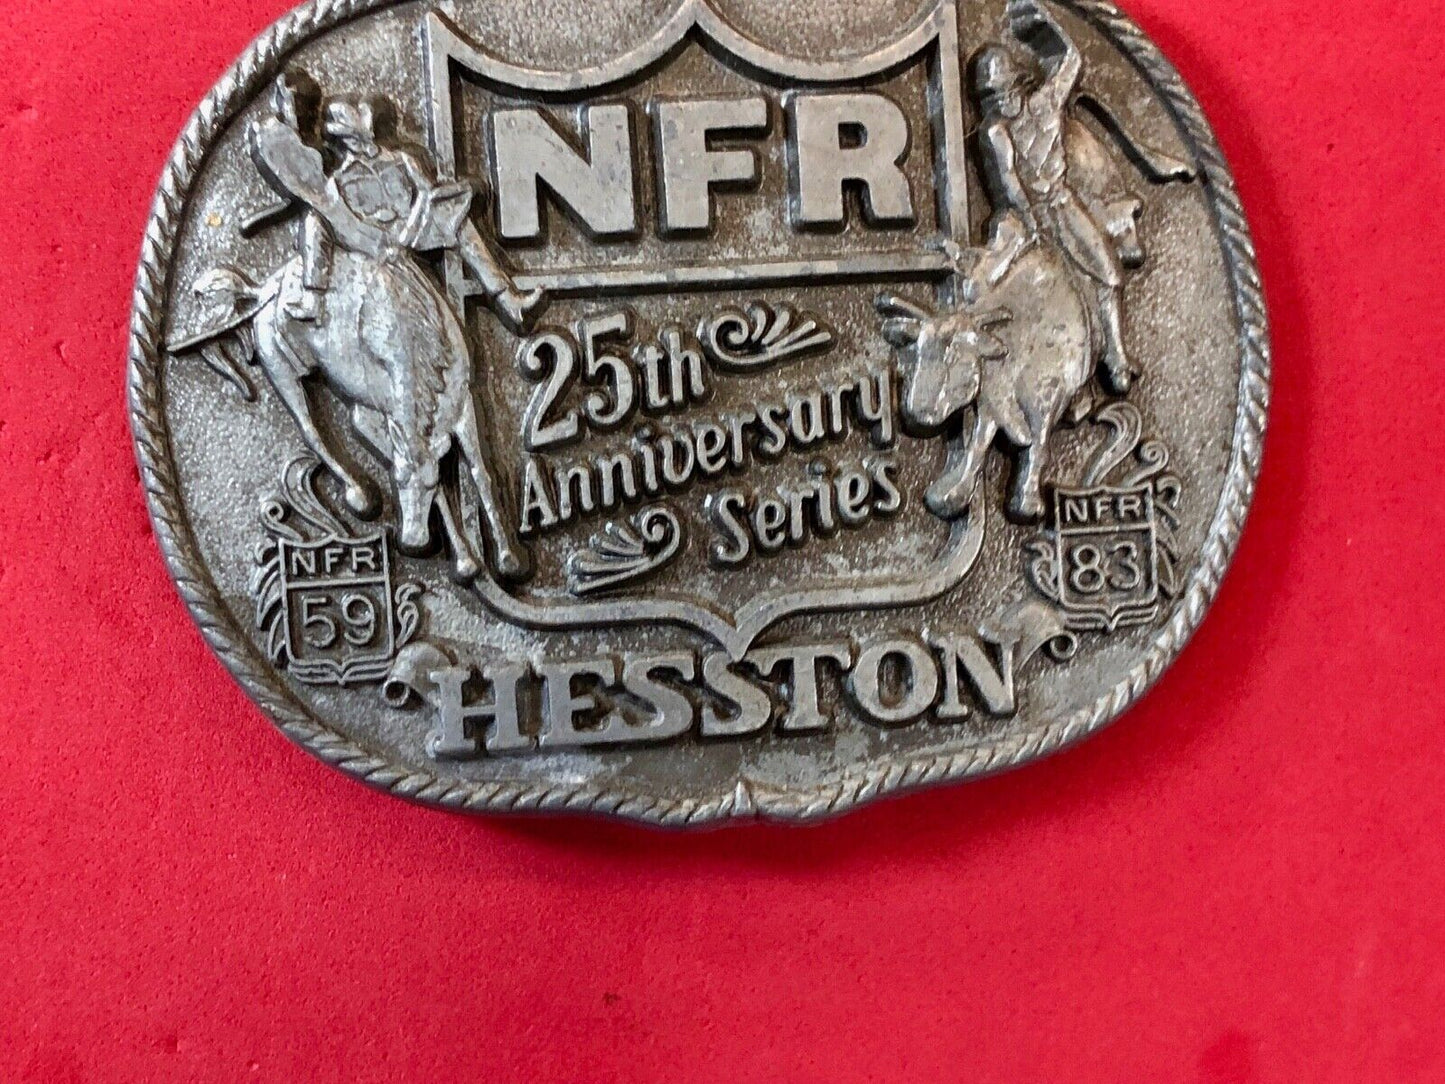 NFR
25th
Anniversary
Series
NFR
59
NFR
83
HESSTON